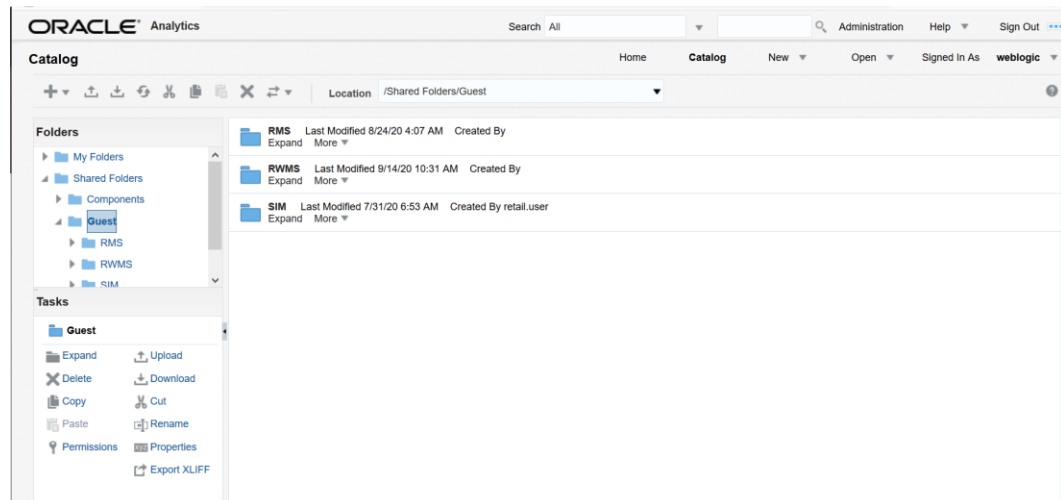 ORACLE Analytics Search All Administration Help Sign Out
Catalog Home Catalog New Open Signed In As weblogic
Location /Shared Folders/Guest
Folders
My Folders
Shared Folders
Components
Guest
RMS
RWMS
SIM
RMS Last Modified 8/24/20 4:07 AM Created By
Expand More
RWMS Last Modified 9/14/20 10:31 AM Created By
Expand More
SIM Last Modified 7/31/20 6:53 AM Created By retail.user
Expand More
Tasks
Guest
Expand Upload
Delete Download
Copy Cut
Paste Rename
Permissions Properties
Export XLIFF